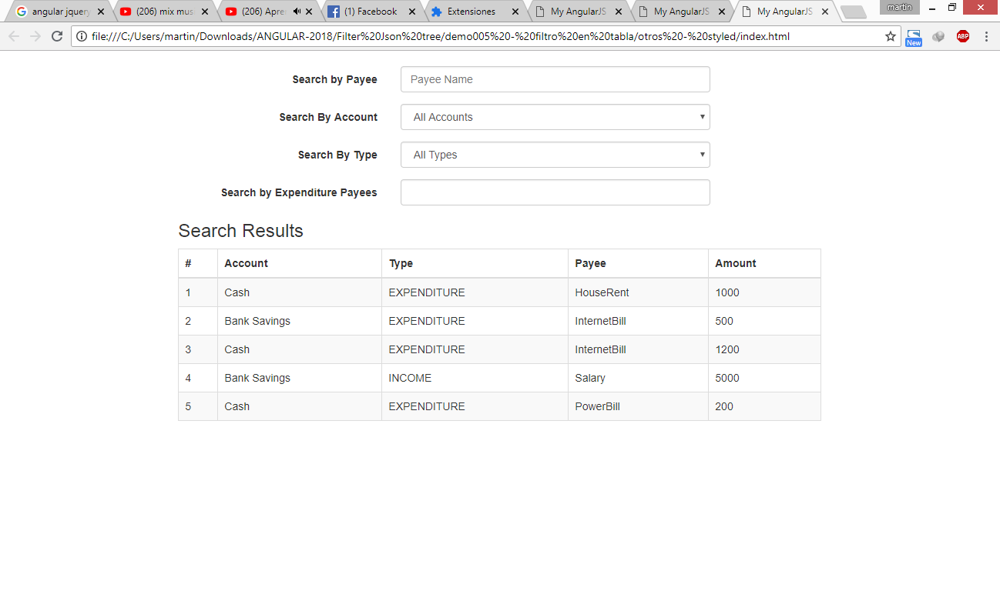 angular jquery
(206) mix mus
(206) Apre
(1) Facebook
Extensiones
My AngularJS
My AngularJS
My AngularJS
martin
file:///C:/Users/martin/Downloads/ANGULAR-2018/Filter%20Json%20tree/demo005%20-%20filtro%20en%20tabla/otros%20-%20styled/index.html
New
ABP
Search by Payee
Payee Name
Search By Account
All Accounts
Search By Type
All Types
Search by Expenditure Payees
Search Results
# Account Type Payee Amount
1 Cash EXPENDITURE HouseRent 1000
2 Bank Savings EXPENDITURE InternetBill 500
3 Cash EXPENDITURE InternetBill 1200
4 Bank Savings INCOME Salary 5000
5 Cash EXPENDITURE PowerBill 200